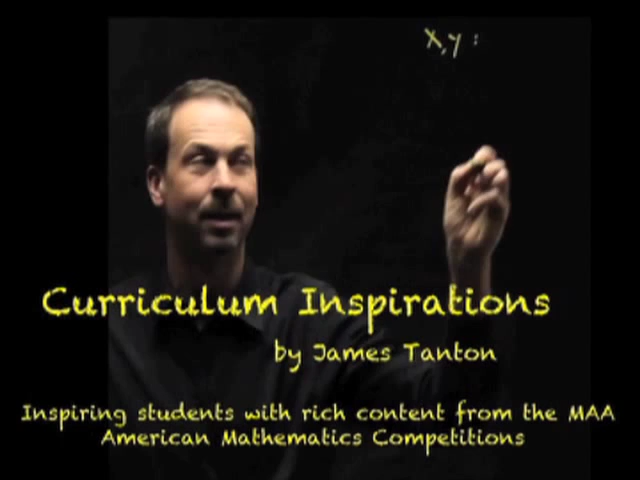 x,y :
Curriculum Inspirations
by James Tanton
Inspiring students with rich content from the MAA
American Mathematics Competitions